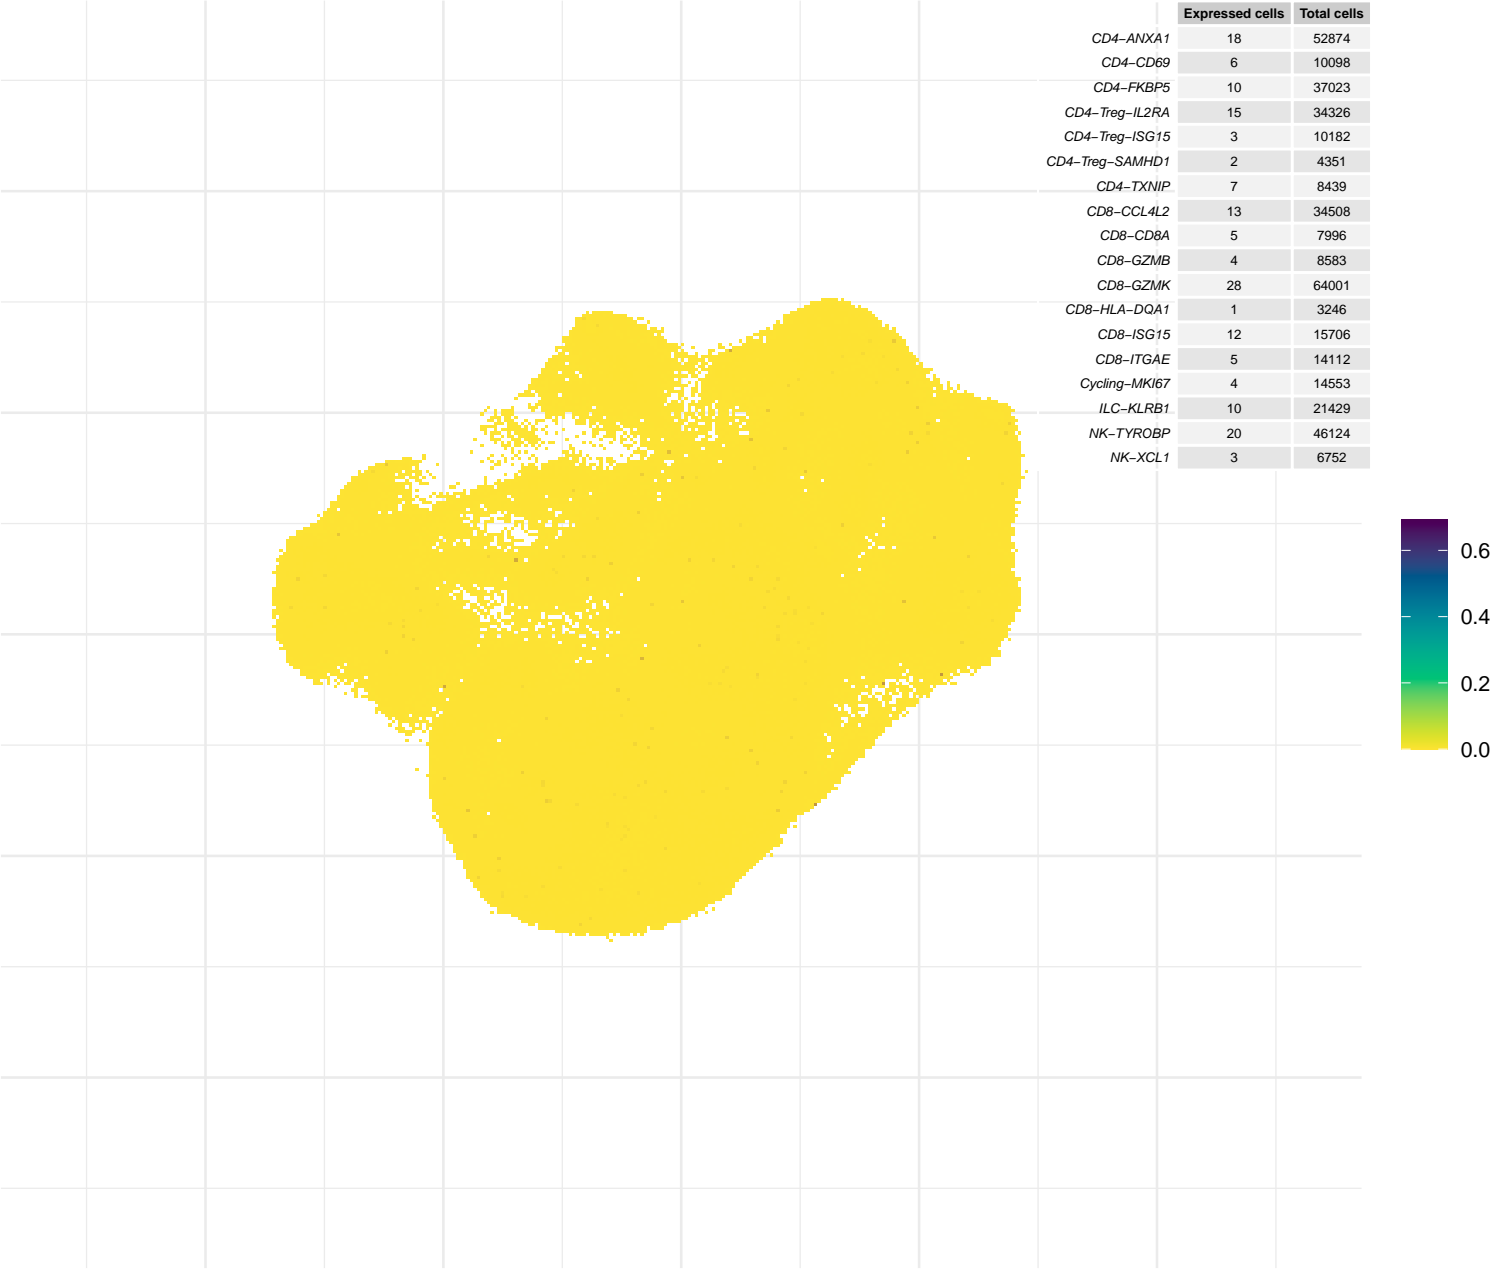 Expressed cells Total cells
CD4−ANXA1 18 52874
CD4−CD69 6 10098
CD4−FKBP5 10 37023
CD4−Treg−IL2RA 15 34326
CD4−Treg−ISG15 3 10182
CD4−Treg−SAMHD1 2 4351
CD4−TXNIP 7 8439
CD8−CCL4L2 13 34508
CD8−CD8A 5 7996
CD8−GZMB 4 8583
CD8−GZMK 28 64001
CD8−HLA−DQA1 1 3246
CD8−ISG15 12 15706
CD8−ITGAE 5 14112
Cycling−MKI67 4 14553
ILC−KLRB1 10 21429
NK−TYROBP 20 46124
NK−XCL1 3 6752
0.6
0.4
0.2
0.0